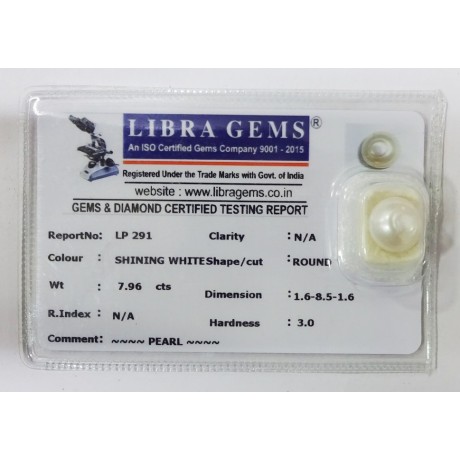 LIBRA GEMS®
An ISO Certified Gems Company 9001 - 2015
Registered Under the Trade Marks with Govt. of India
website : www.libragems.co.in
GEMS & DIAMOND CERTIFIED TESTING REPORT
ReportNo: LP 291 Clarity : N/A
Colour : SHINING WHITE Shape/cut : ROUND
Wt : 7.96 cts Dimension : 1.6-8.5-1.6
R.Index : N/A Hardness : 3.0
Comment: ~~~~ PEARL ~~~~